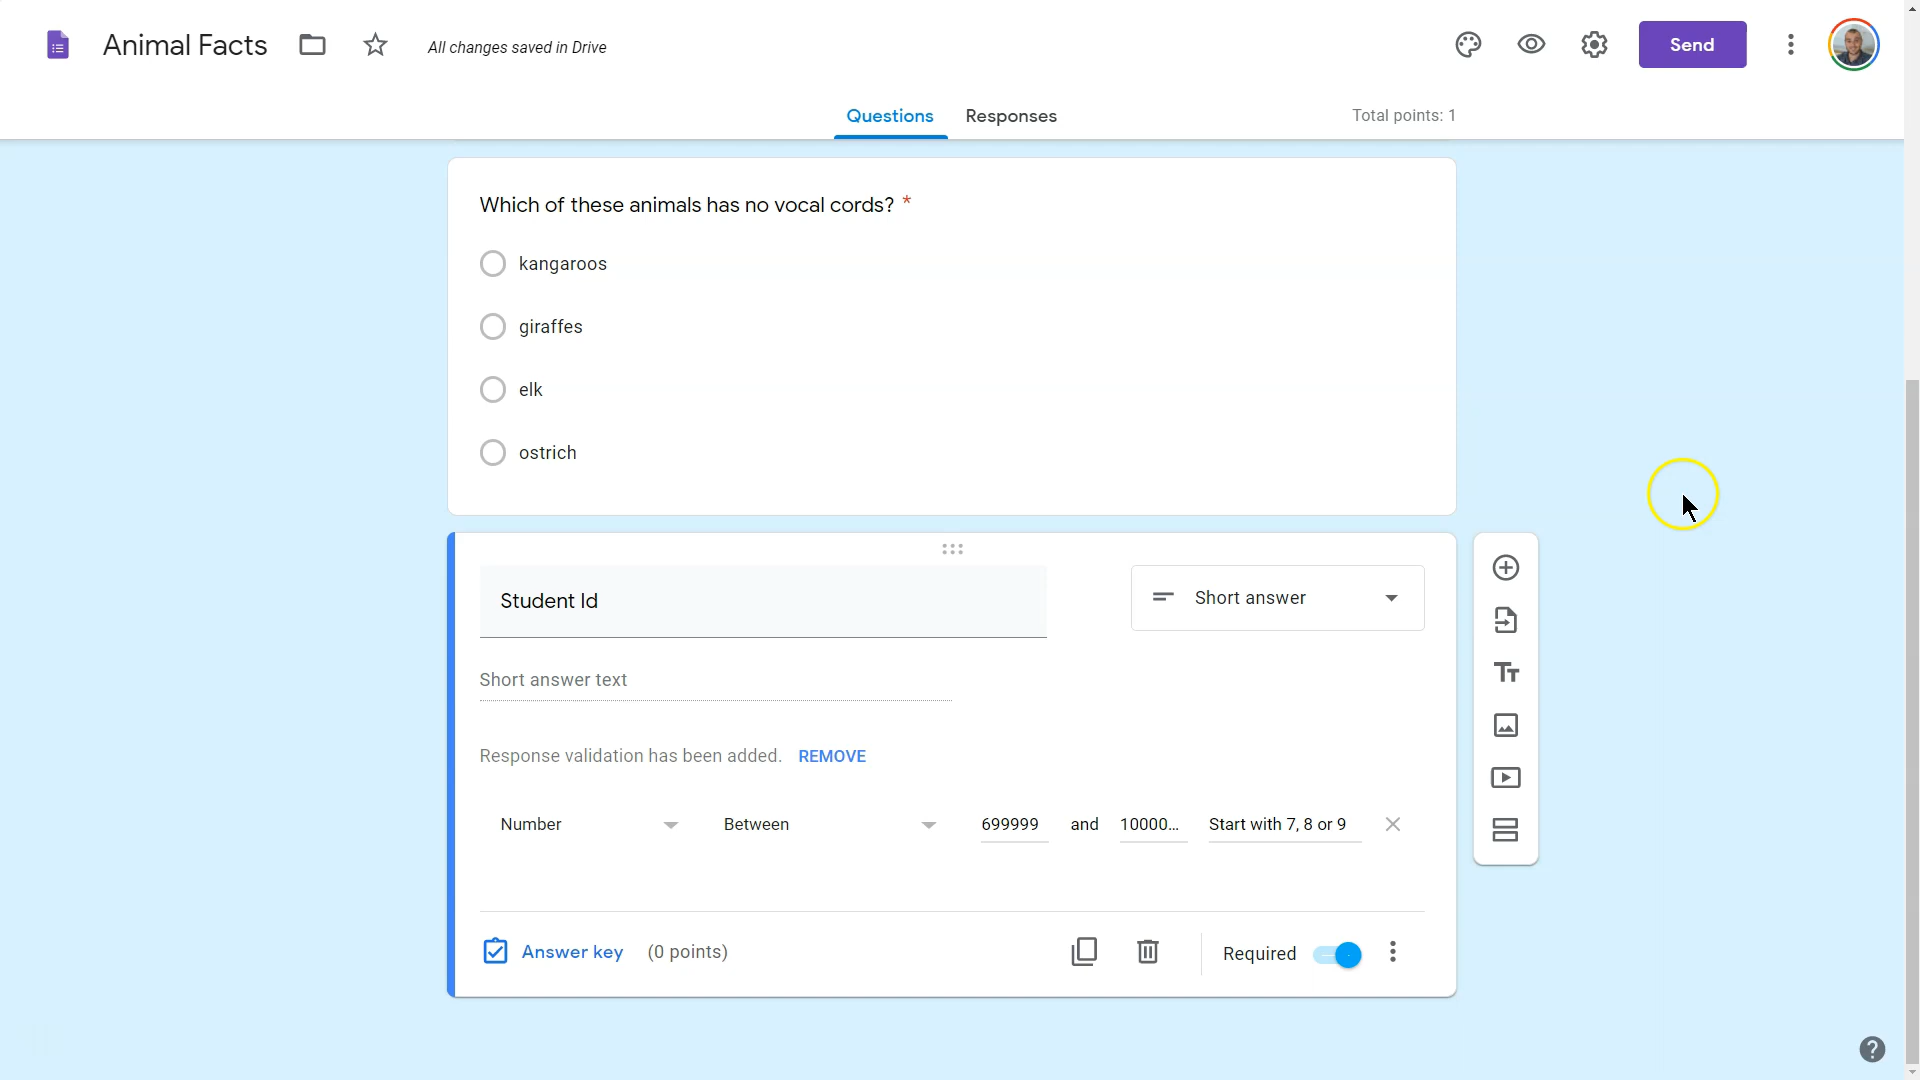 Animal Facts
All changes saved in Drive
Send
Questions
Responses
Total points: 1
Which of these animals has no vocal cords? *
kangaroos
giraffes
elk
ostrich
Student Id
Short answer
Short answer text
Response validation has been added. REMOVE
Number
Between
699999 and 10000... Start with 7, 8 or 9
Answer key (0 points)
Required